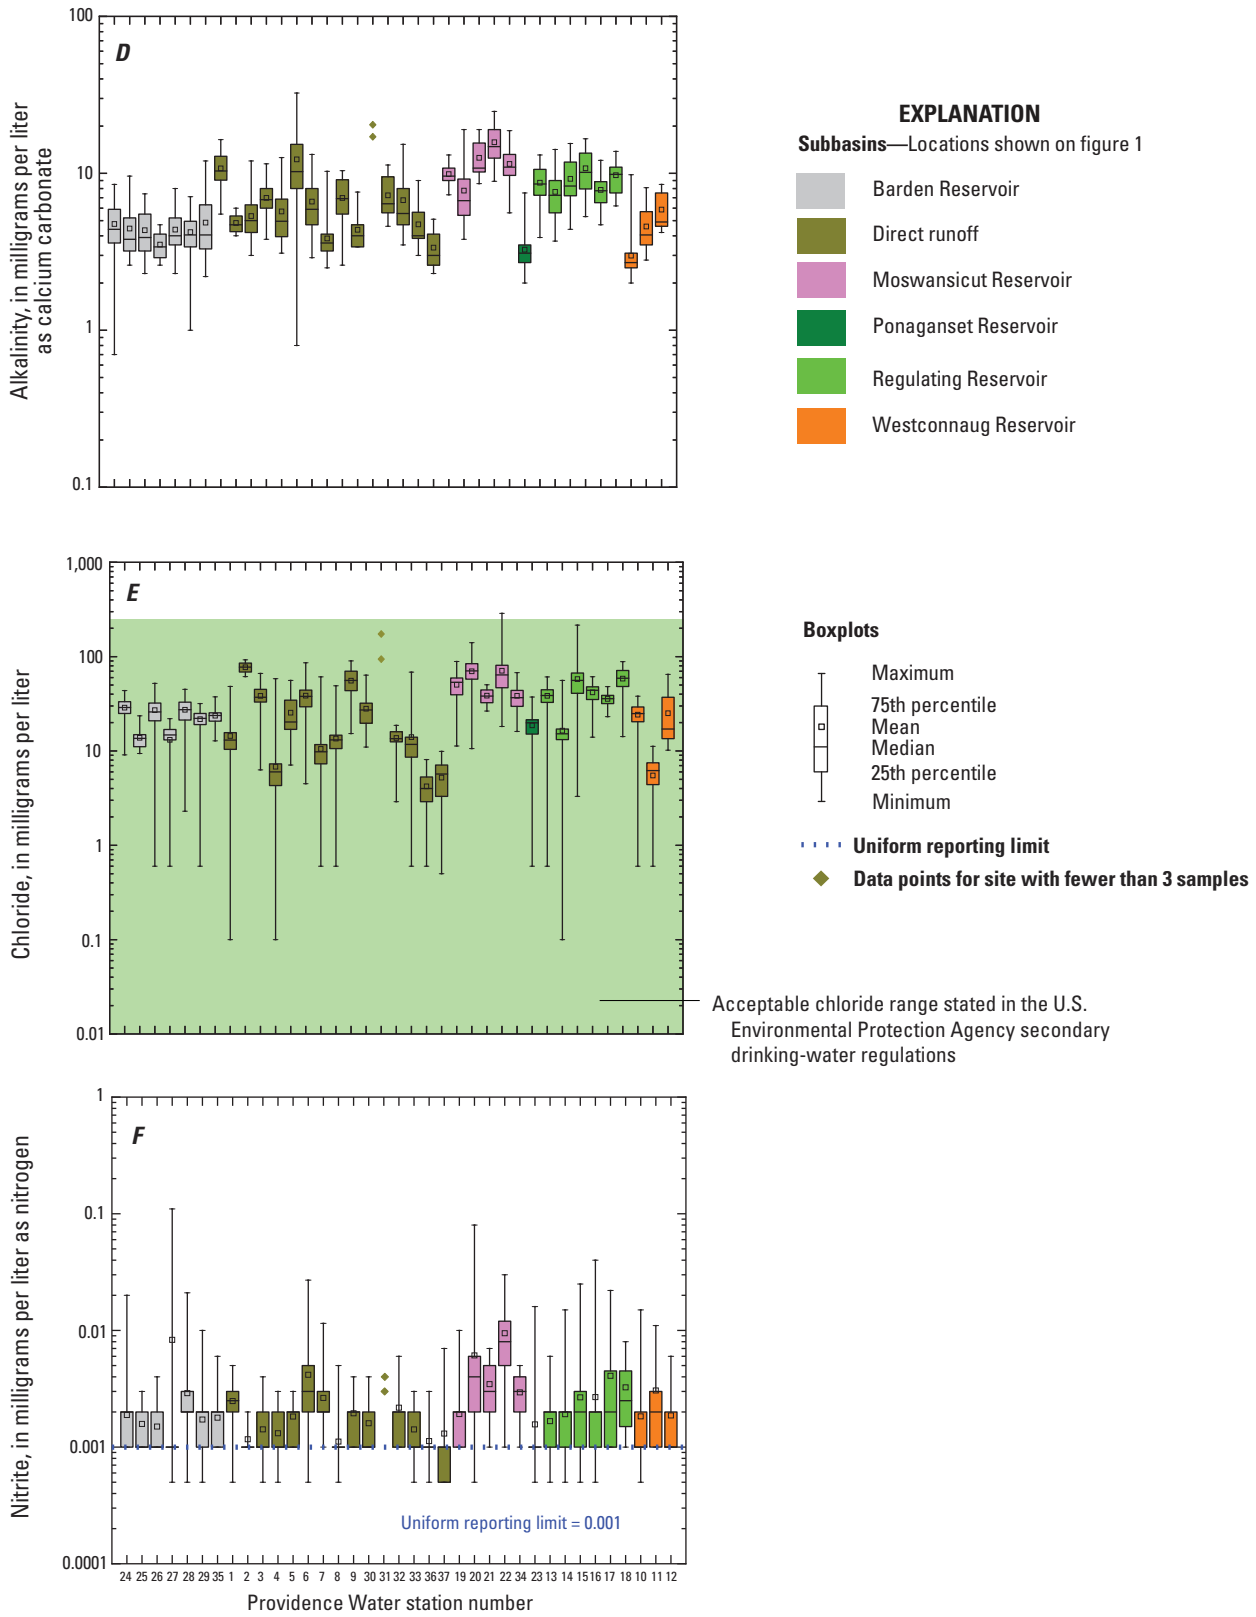 D
100
10
1
0.1
Alkalinity, in milligrams per liter
as calcium carbonate
EXPLANATION
Subbasins—Locations shown on figure 1
Barden Reservoir
Direct runoff
Moswansicut Reservoir
Ponaganset Reservoir
Regulating Reservoir
Westconnaug Reservoir
E
1,000
100
10
1
0.1
0.01
Chloride, in milligrams per liter
Boxplots
Maximum
75th percentile
Mean
Median
25th percentile
Minimum
Uniform reporting limit
Data points for site with fewer than 3 samples
Acceptable chloride range stated in the U.S.
Environmental Protection Agency secondary
drinking-water regulations
F
1
0.1
0.01
0.001
0.0001
Nitrite, in milligrams per liter as nitrogen
Uniform reporting limit = 0.001
24 25 26 27 28 29 35 1 2 3 4 5 6 7 8 9 30 31 32 33 36 37 19 20 21 22 34 23 13 14 15 16 17 18 10 11 12
Providence Water station number